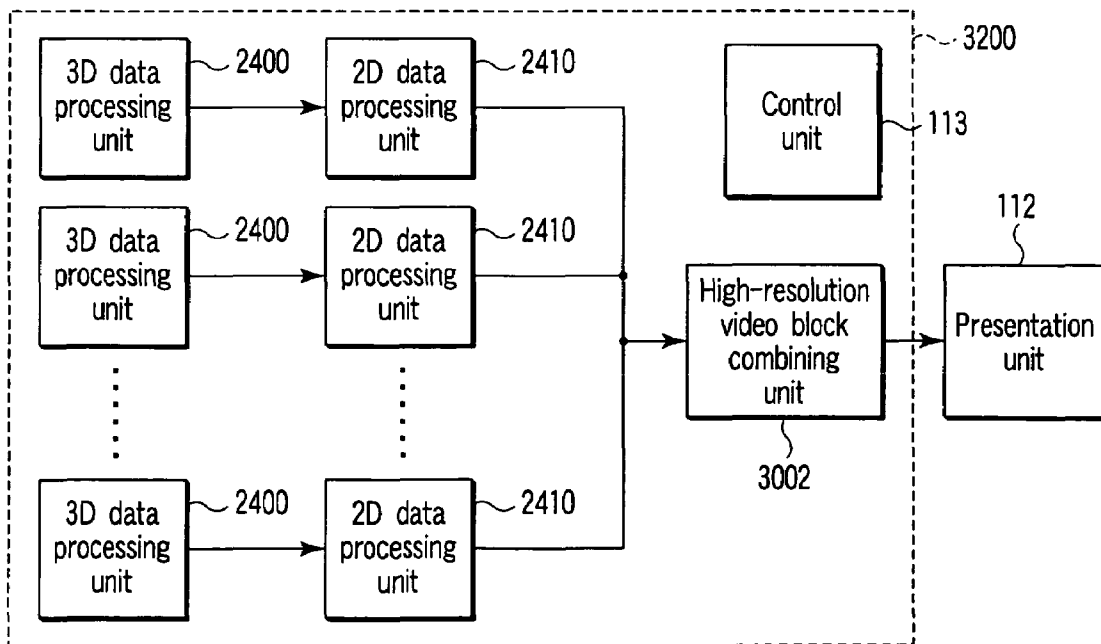 2400
2410
3200
3D data
processing
unit
2D data
processing
unit
Control
unit
113
2400
2410
3D data
processing
unit
2D data
processing
unit
112
High-resolution
video block
combining
unit
Presentation
unit
3002
2400
2410
3D data
processing
unit
2D data
processing
unit